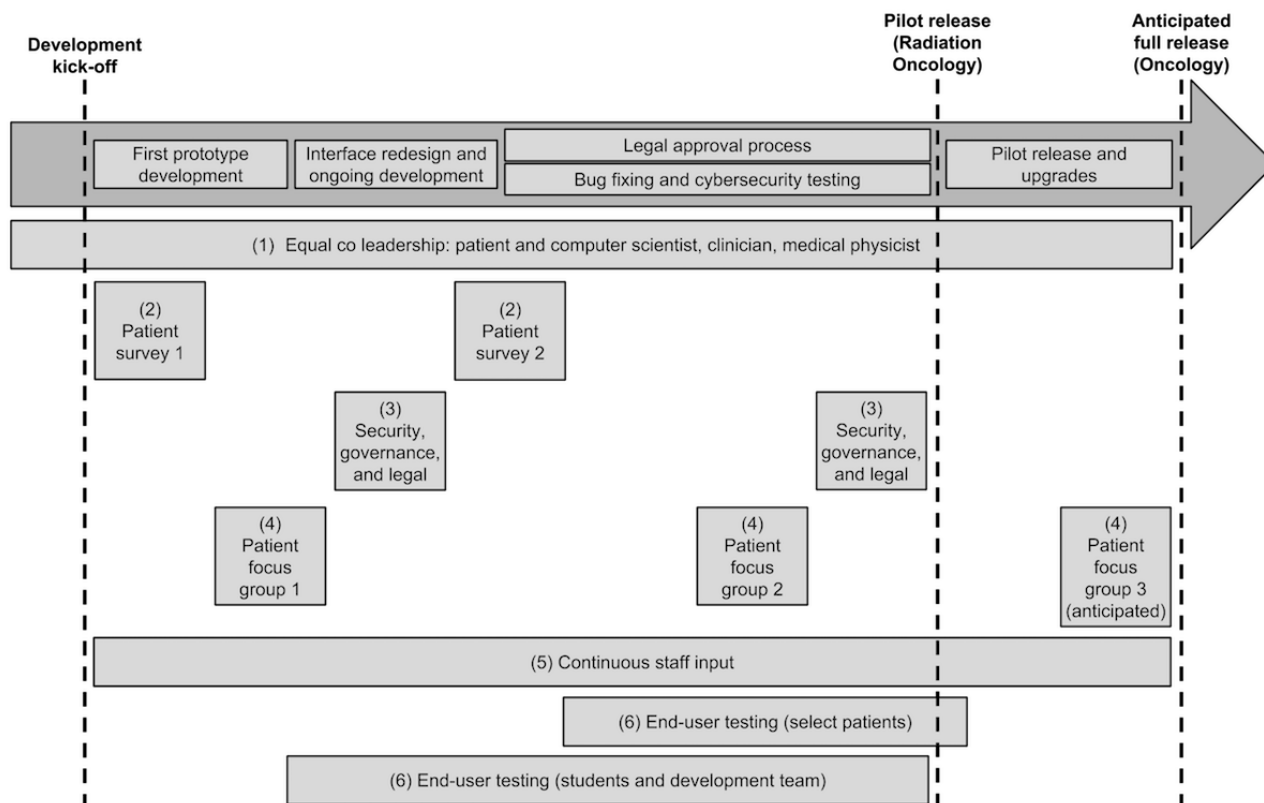 Development
kick-off
Pilot release
(Radiation
Oncology)
Anticipated
full release
(Oncology)
First prototype
development
Interface redesign and
ongoing development
Legal approval process
Bug fixing and cybersecurity testing
Pilot release and
upgrades
(1) Equal co leadership: patient and computer scientist, clinician, medical physicist
(2)
Patient
survey 1
(2)
Patient
survey 2
(3)
Security,
governance,
and legal
(3)
Security,
governance,
and legal
(4)
Patient
focus
group 1
(4)
Patient
focus
group 2
(4)
Patient
focus
group 3
(anticipated)
(5) Continuous staff input
(6) End-user testing (select patients)
(6) End-user testing (students and development team)